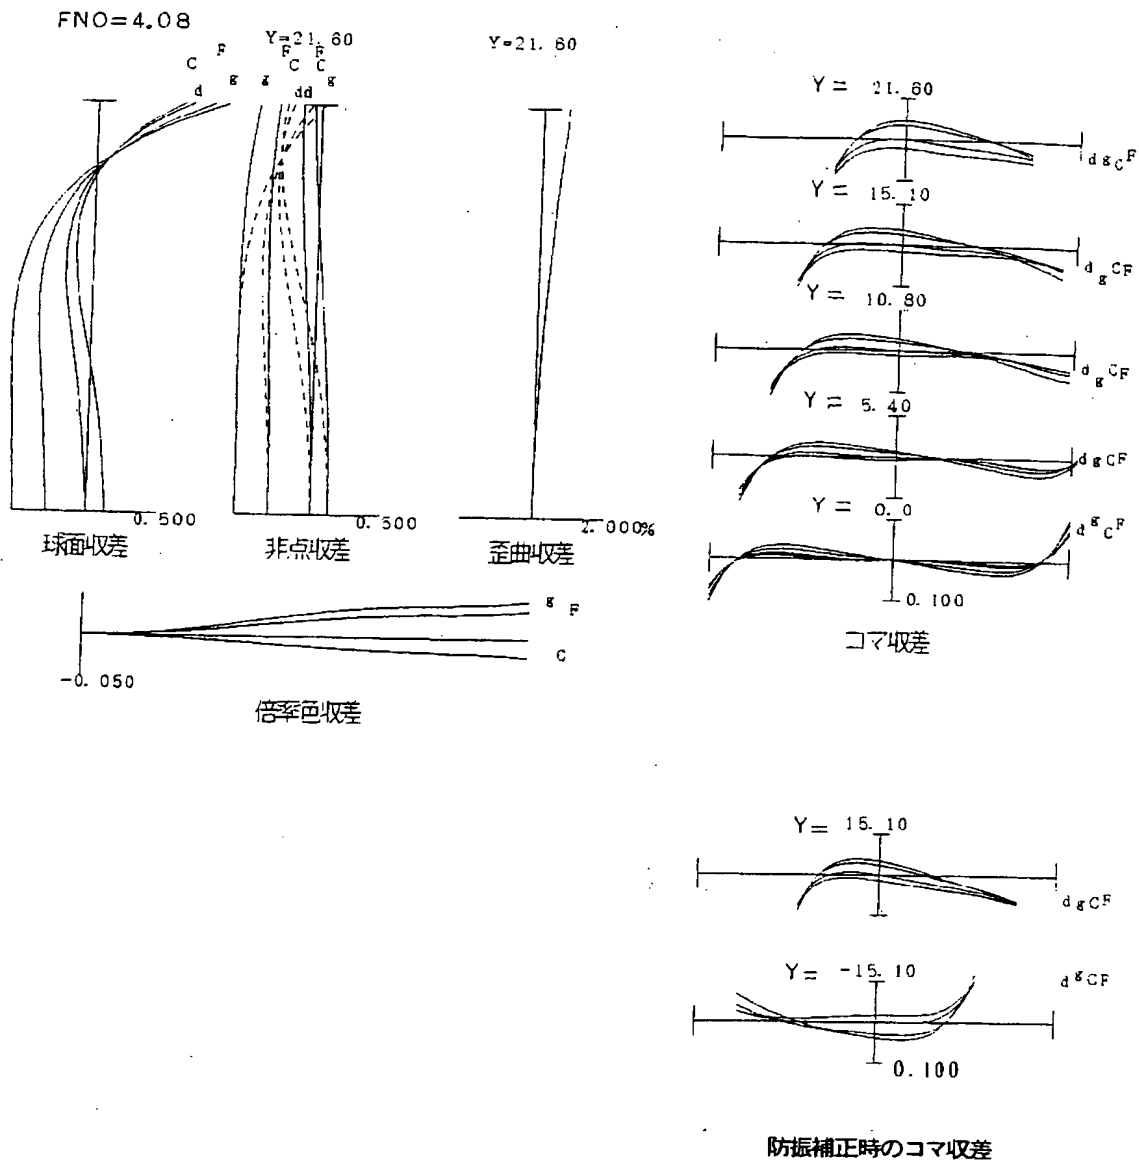 FNO=4.08
Y=21.60
Y=21.60
C F
d g
g F C F C g
d d
0.500
0.500
2.000%
球面収差
非点収差
歪曲収差
g F
C
-0.050
倍率色収差
Y= 21.60
d g C F
Y= 15.10
d g C F
Y= 10.80
d g C F
Y= 5.40
d g C F
Y= 0.0
d g C F
0.100
コマ収差
Y= 15.10
d g C F
Y= -15.10
d g C F
0.100
防振補正時のコマ収差